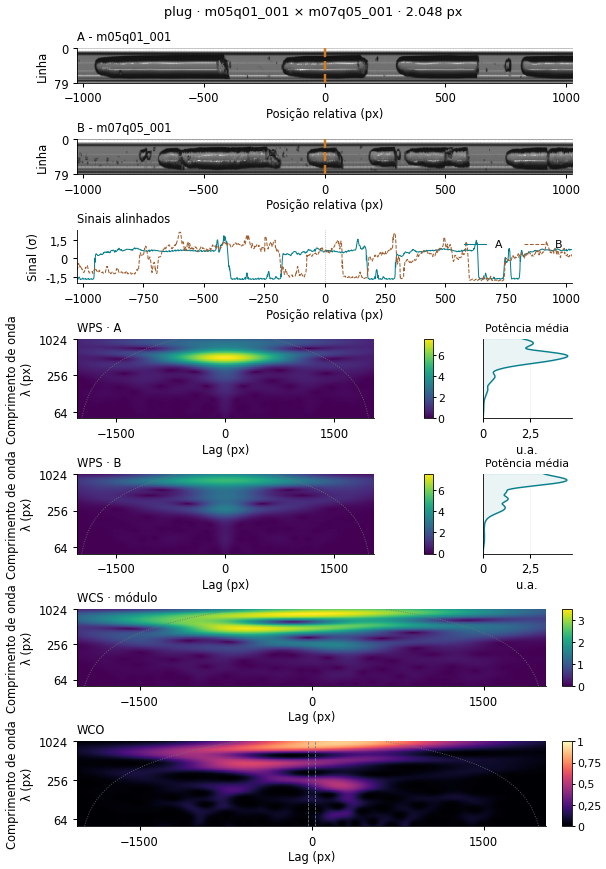 plug · m05q01_001 × m07q05_001 · 2.048 px
A - m05q01_001
0
79
Linha
−1000 −500 0 500 1000
Posição relativa (px)
B - m07q05_001
0
79
Linha
−1000 −500 0 500 1000
Posição relativa (px)
Sinais alinhados
1,5
0
−1,5
Sinal (σ)
A B
−1000 −750 −500 −250 0 250 500 750 1000
Posição relativa (px)
WPS · A
1024
256
64
Comprimento de onda
λ (px)
−1500 0 1500
Lag (px)
6
4
2
0
Potência média
0 2,5
u.a.
WPS · B
1024
256
64
Comprimento de onda
λ (px)
−1500 0 1500
Lag (px)
6
4
2
0
Potência média
0 2,5
u.a.
WCS · módulo
1024
256
64
Comprimento de onda
λ (px)
−1500 0 1500
Lag (px)
3
2
1
0
WCO
1024
256
64
Comprimento de onda
λ (px)
−1500 0 1500
Lag (px)
1
0,75
0,5
0,25
0